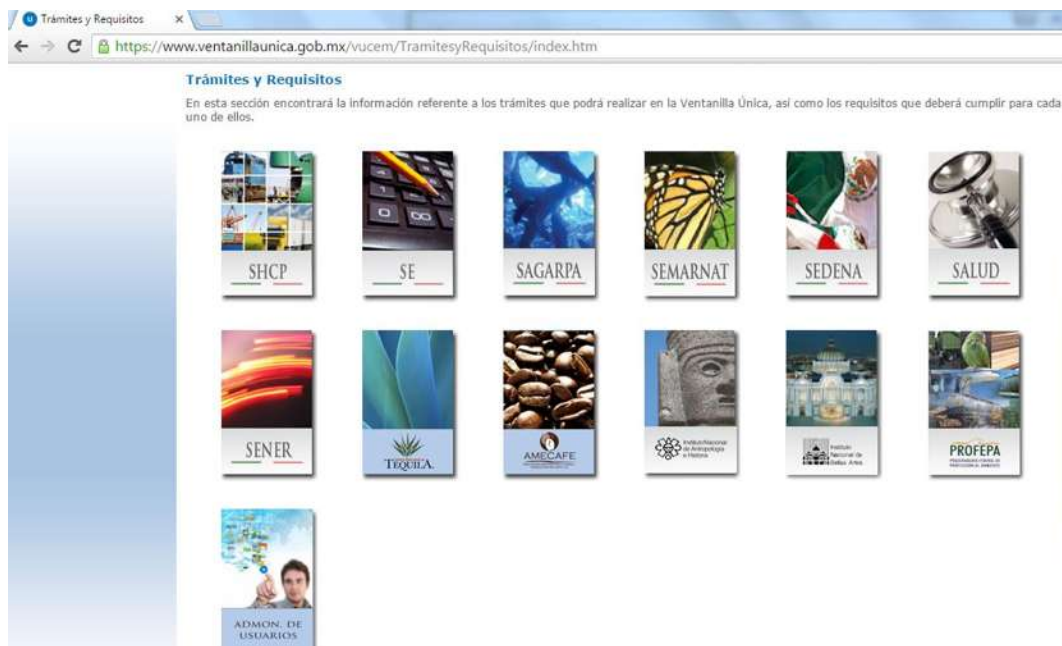 Trámites y Requisitos
https://www.ventanillaunica.gob.mx/vucem/TramitesyRequisitos/index.htm
Trámites y Requisitos
En esta sección encontrará la información referente a los trámites que podrá realizar en la Ventanilla Única, así como los requisitos que deberá cumplir para cada
uno de ellos.
SHCP
SE
SAGARPA
SEMARNAT
SEDENA
SALUD
SENER
TEQUILA.
AMECAFE
Instituto Nacional
de Antropología
e Historia
Instituto
Nacional de
Bellas Artes
PROFEPA
ADMON. DE
USUARIOS